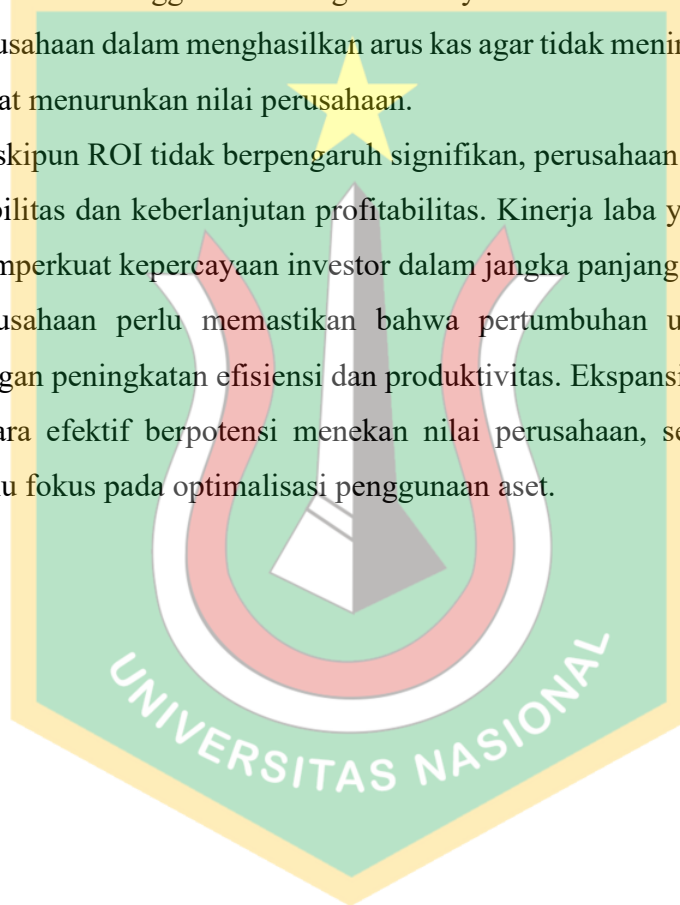 usahaan dalam menghasilkan arus kas agar tidak menin
at menurunkan nilai perusahaan.
skipun ROI tidak berpengaruh signifikan, perusahaan
bilitas dan keberlanjutan profitabilitas. Kinerja laba y
mperkuat kepercayaan investor dalam jangka panjang
usahaan perlu memastikan bahwa pertumbuhan u
gan peningkatan efisiensi dan produktivitas. Ekspansi
ara efektif berpotensi menekan nilai perusahaan, se
u fokus pada optimalisasi penggunaan aset.
UNIVERSITAS NASIONAL